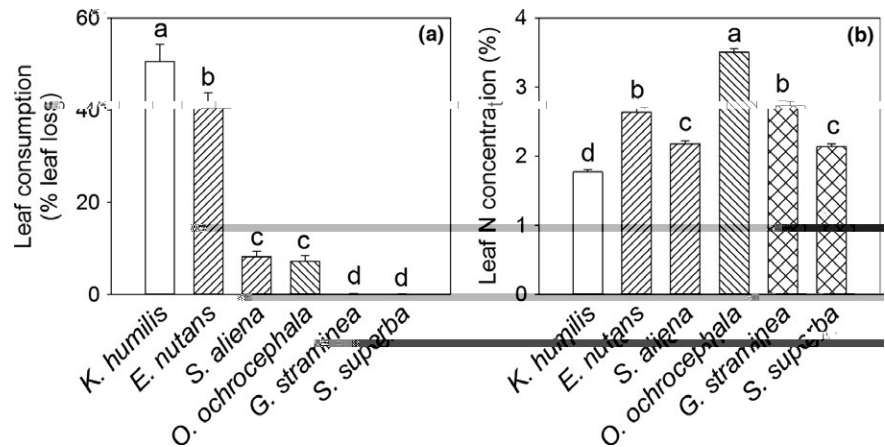 Leaf consumption
(% leaf loss)
60
40
20
0
(a)
a
b
c
c
d
d
K. humilis
E. nutans
S. aliena
O. ochrocephala
G. straminea
S. superba
Leaf N concentration (%)
4
3
2
1
0
(b)
d
b
c
a
b
c
K. humilis
E. nutans
S. aliena
O. ochrocephala
G. straminea
S. superba